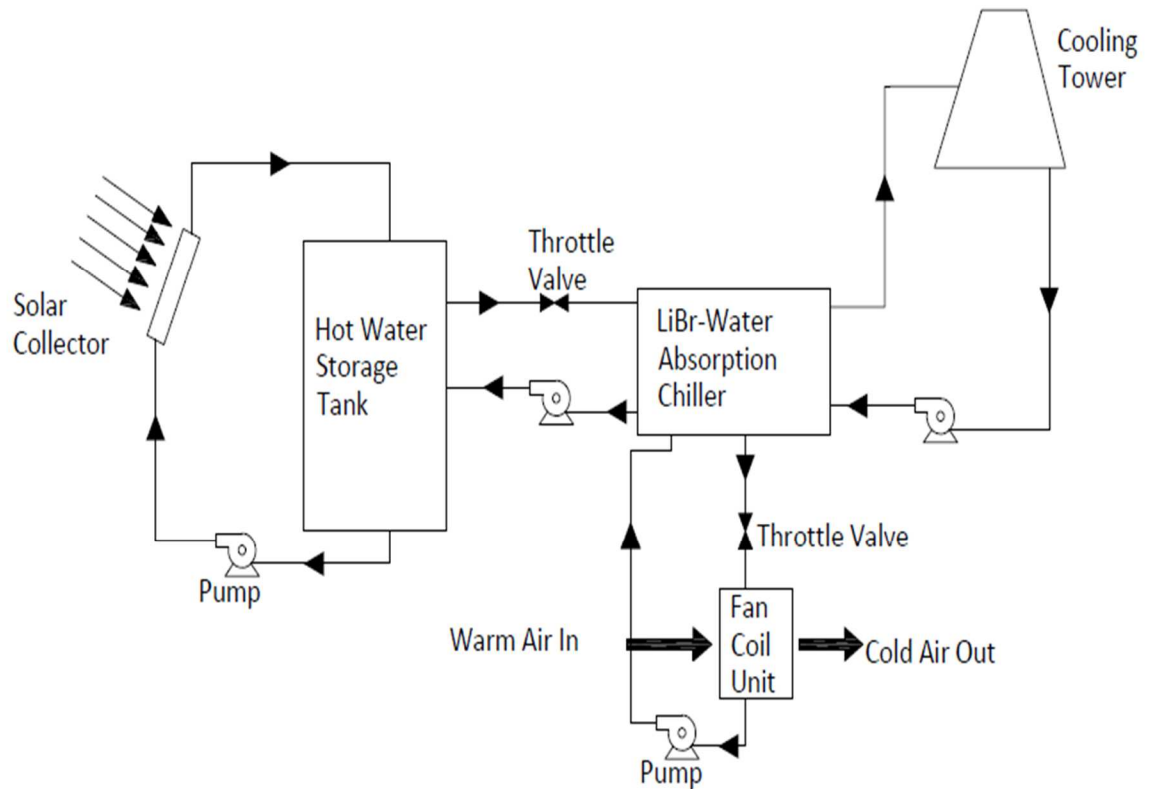 Cooling
Tower
Throttle
Valve
Solar
Collector
Hot Water
Storage
Tank
LiBr-Water
Absorption
Chiller
Throttle Valve
Pump
Fan
Coil
Unit
Warm Air In
Cold Air Out
Pump